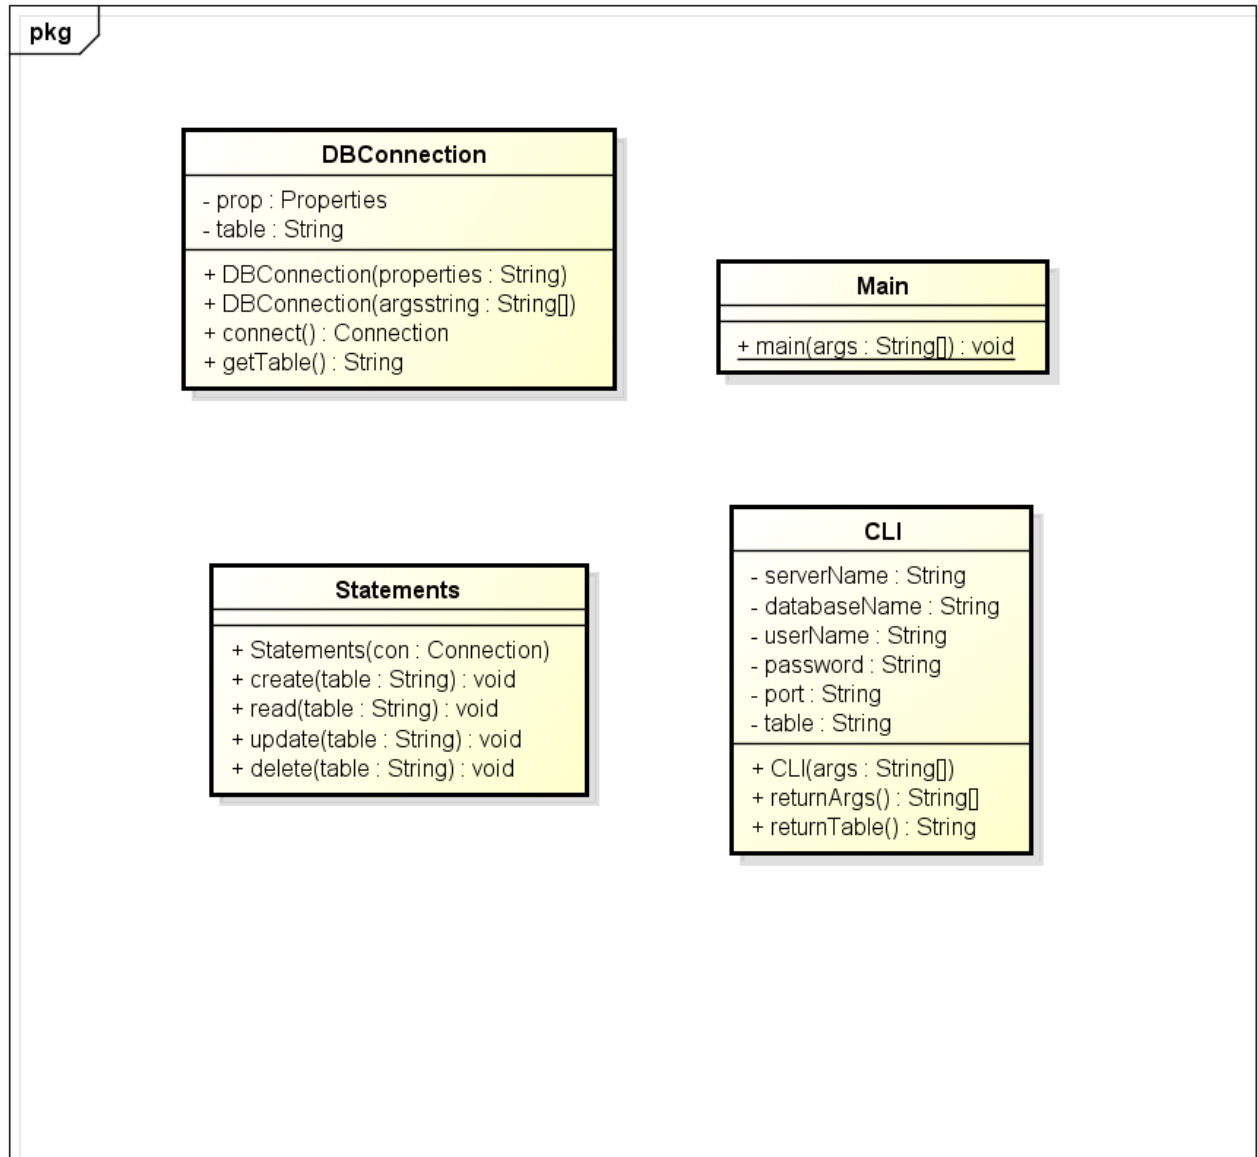 pkg
DBConnection
- prop : Properties
- table : String
+ DBConnection(properties : String)
+ DBConnection(argsstring : String[])
+ connect() : Connection
+ getTable() : String
Main
+ main(args : String[]) : void
Statements
+ Statements(con : Connection)
+ create(table : String) : void
+ read(table : String) : void
+ update(table : String) : void
+ delete(table : String) : void
CLI
- serverName : String
- databaseName : String
- userName : String
- password : String
- port : String
- table : String
+ CLI(args : String[])
+ returnArgs() : String[]
+ returnTable() : String